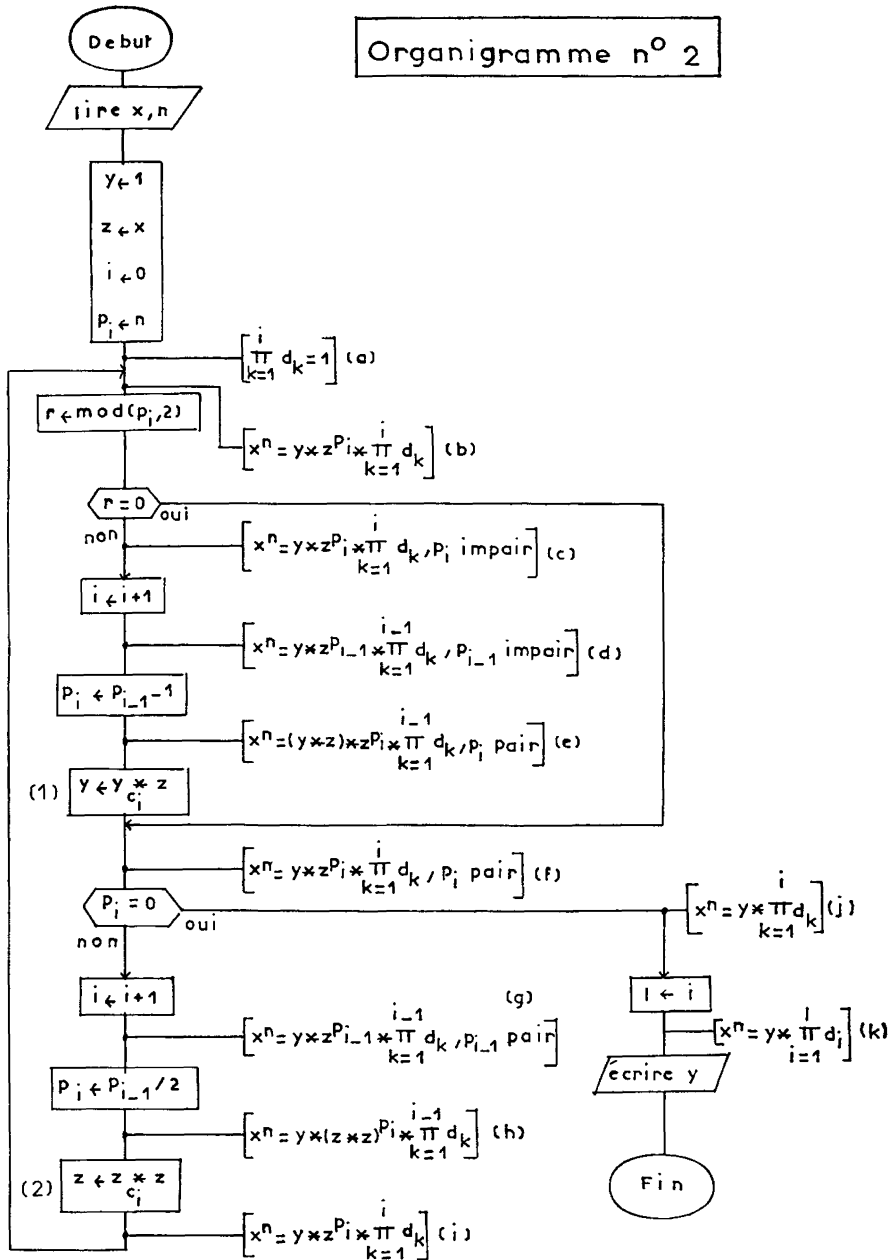 Organigramme nº 2
Debut
lire x,n
y ← 1
z ← x
i ← 0
p_i ← n
[∏_{k=1}^{i} d_k = 1] (a)
r ← mod(p_i,2)
[x^n = y * z^{p_i} * ∏_{k=1}^{i} d_k] (b)
r = 0
oui
non
[x^n = y * z^{p_i} * ∏_{k=1}^{i} d_k , p_i impair] (c)
i ← i+1
[x^n = y * z^{p_{i-1}} * ∏_{k=1}^{i-1} d_k , p_{i-1} impair] (d)
p_i ← p_{i-1} - 1
[x^n = (y * z) * z^{p_i} * ∏_{k=1}^{i-1} d_k , p_i pair] (e)
(1) y ← y *_{c_i} z
[x^n = y * z^{p_i} * ∏_{k=1}^{i} d_k , p_i pair] (f)
p_i = 0
oui
non
[x^n = y * ∏_{k=1}^{i} d_k] (j)
i ← i+1
l ← i
[x^n = y * z^{p_{i-1}} * ∏_{k=1}^{i-1} d_k , p_{i-1} pair] (g)
[x^n = y * ∏_{i=1}^{l} d_i] (k)
p_i ← p_{i-1} / 2
écrire y
[x^n = y * (z * z)^{p_i} * ∏_{k=1}^{i-1} d_k] (h)
(2) z ← z *_{c_i} z
Fin
[x^n = y * z^{p_i} * ∏_{k=1}^{i} d_k] (i)